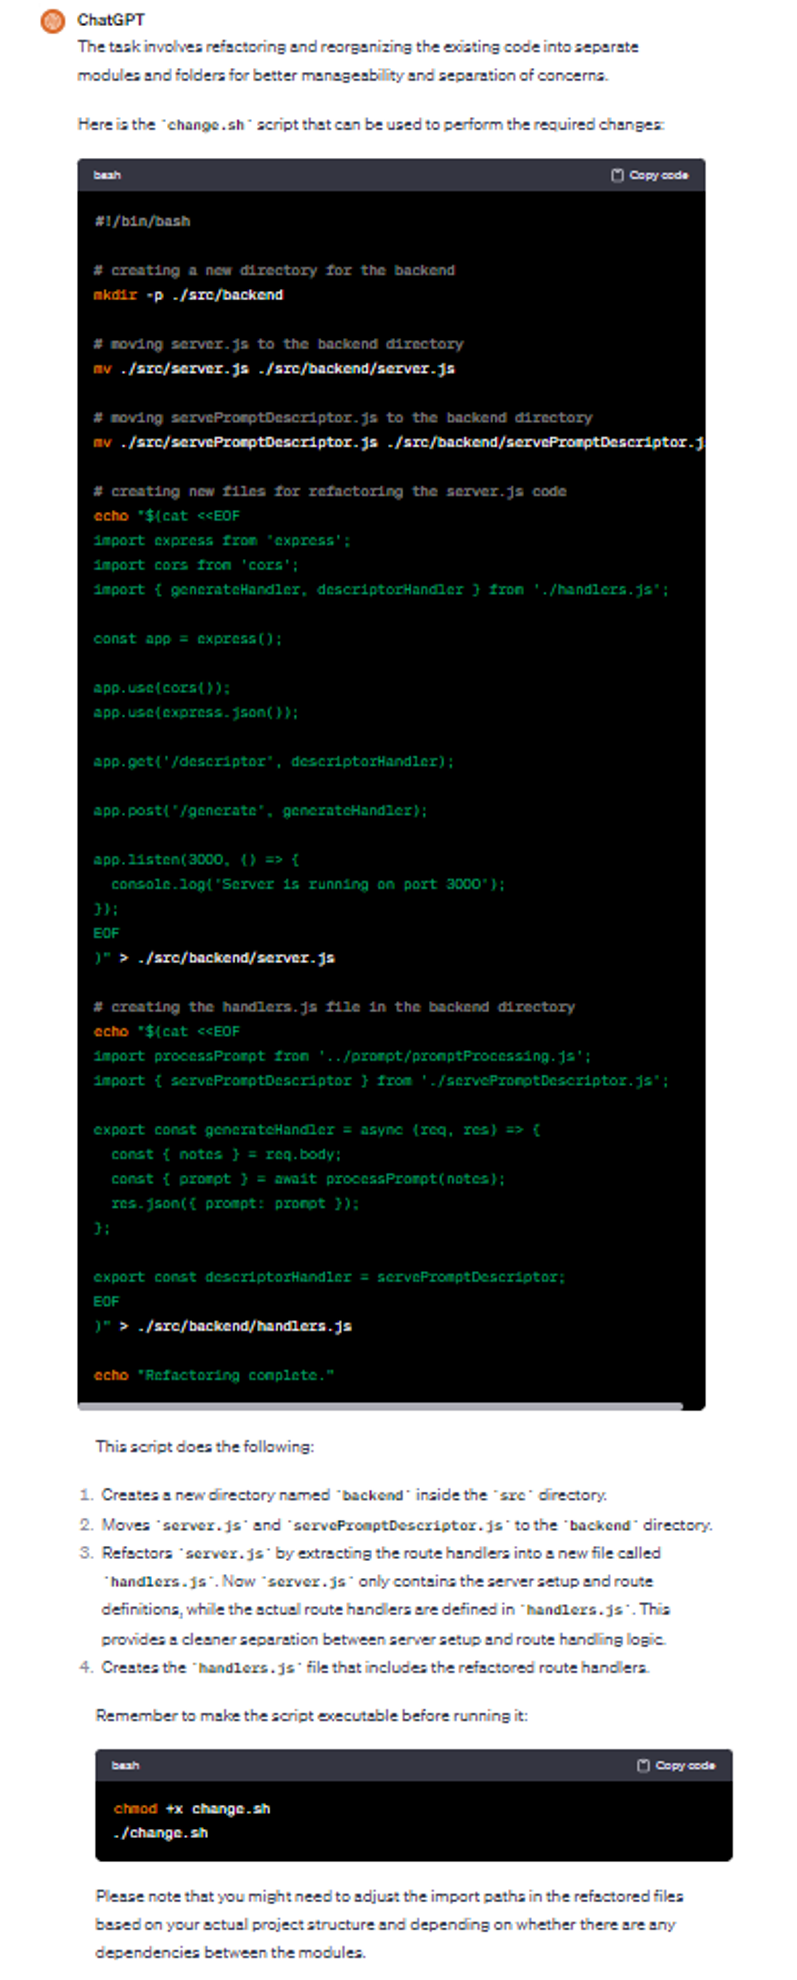 ChatGPT
The task involves refactoring and reorganizing the existing code into separate
modules and folders for better manageability and separation of concerns.
Here is the `change.sh` script that can be used to perform the required changes:
bash
Copy code
#!/bin/bash
# creating a new directory for the backend
mkdir -p ./src/backend
# moving server.js to the backend directory
mv ./src/server.js ./src/backend/server.js
# moving servePromptDescriptor.js to the backend directory
mv ./src/servePromptDescriptor.js ./src/backend/servePromptDescriptor.j
# creating new files for refactoring the server.js code
echo "$(cat <<EOF
import express from 'express';
import cors from 'cors';
import { generateHandler, descriptorHandler } from './handlers.js';
const app = express();
app.use(cors());
app.use(express.json());
app.get('/descriptor', descriptorHandler);
app.post('/generate', generateHandler);
app.listen(3000, () => {
  console.log('Server is running on port 3000');
});
EOF
)" > ./src/backend/server.js
# creating the handlers.js file in the backend directory
echo "$(cat <<EOF
import processPrompt from '../prompt/promptProcessing.js';
import { servePromptDescriptor } from './servePromptDescriptor.js';
export const generateHandler = async (req, res) => {
  const { notes } = req.body;
  const { prompt } = await processPrompt(notes);
  res.json({ prompt: prompt });
};
export const descriptorHandler = servePromptDescriptor;
EOF
)" > ./src/backend/handlers.js
echo "Refactoring complete."
This script does the following:
1. Creates a new directory named `backend` inside the `src` directory.
2. Moves `server.js` and `servePromptDescriptor.js` to the `backend` directory.
3. Refactors `server.js` by extracting the route handlers into a new file called
`handlers.js`. Now `server.js` only contains the server setup and route
definitions, while the actual route handlers are defined in `handlers.js`. This
provides a cleaner separation between server setup and route handling logic.
4. Creates the `handlers.js` file that includes the refactored route handlers.
Remember to make the script executable before running it:
bash
Copy code
chmod +x change.sh
./change.sh
Please note that you might need to adjust the import paths in the refactored files
based on your actual project structure and depending on whether there are any
dependencies between the modules.